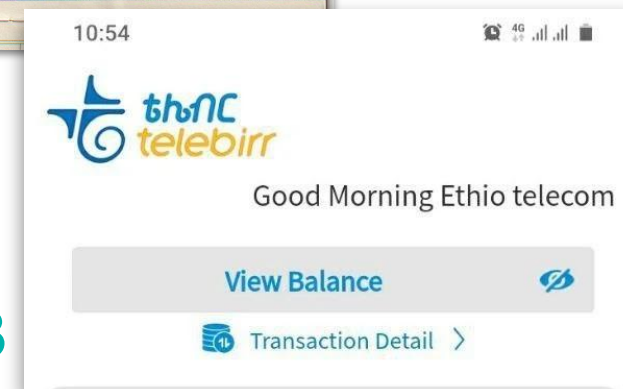 10:54
4G
ቴሌብር
telebirr
Good Morning Ethio telecom
View Balance
Transaction Detail >